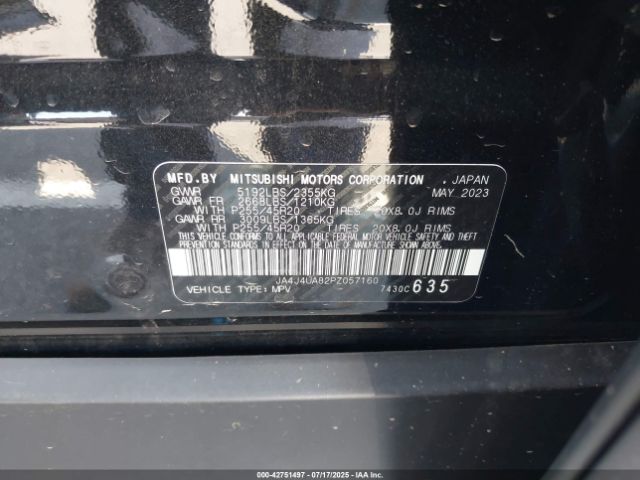 MFD.BY MITSUBISHI MOTORS CORPORATION JAPAN
GVWR 5192LBS/2355KG MAY 2023
GAWR FR 2668LBS/1210KG
WITH P255/45R20 TIRES 20X8.0J RIMS
GAWR RR 3009LBS/1365KG
WITH P255/45R20 TIRES 20X8.0J RIMS
THIS VEHICLE CONFORMS TO ALL APPLICABLE FEDERAL MOTOR VEHICLE SAFETY AND
THEFT PREVENTION STANDARDS IN EFFECT ON THE DATE OF MANUFACTURE SHOWN ABOVE.
JA4J4UA82PZ057160
VEHICLE TYPE: MPV 7430C 635
000-42751497 - 07/17/2025 - IAAI.COM